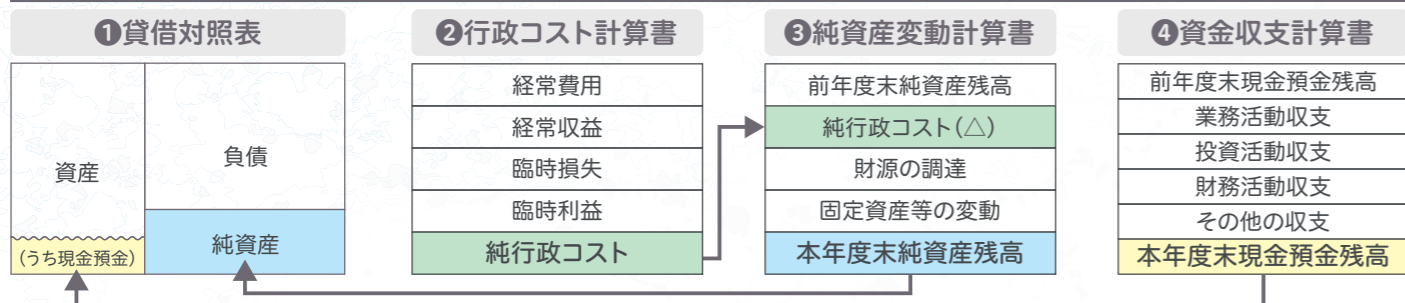 ❶貸借対照表
資産
(うち現金預金)
負債
純資産
❷行政コスト計算書
経常費用
経常収益
臨時損失
臨時利益
純行政コスト
❸純資産変動計算書
前年度末純資産残高
純行政コスト(△)
財源の調達
固定資産等の変動
本年度末純資産残高
❹資金収支計算書
前年度末現金預金残高
業務活動収支
投資活動収支
財務活動収支
その他の収支
本年度末現金預金残高